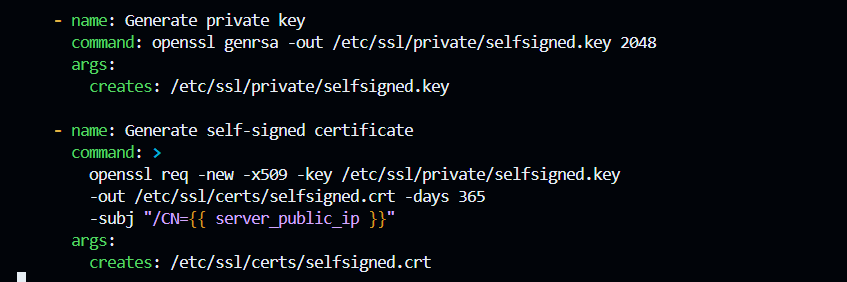 - name: Generate private key
command: openssl genrsa -out /etc/ssl/private/selfsigned.key 2048
args:
creates: /etc/ssl/private/selfsigned.key
- name: Generate self-signed certificate
command: >
openssl req -new -x509 -key /etc/ssl/private/selfsigned.key
-out /etc/ssl/certs/selfsigned.crt -days 365
-subj "/CN={{ server_public_ip }}"
args:
creates: /etc/ssl/certs/selfsigned.crt